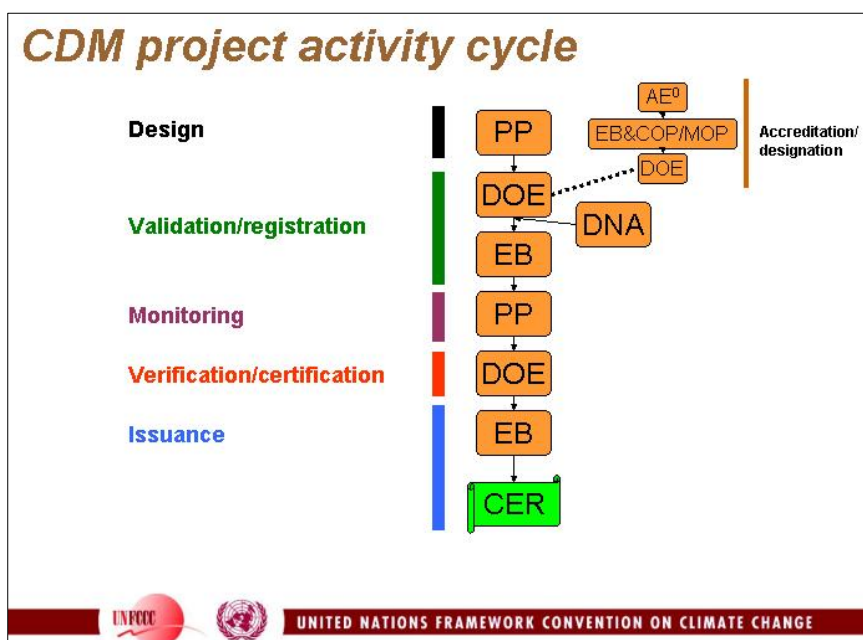 CDM project activity cycle
Design
PP
AE⁰
EB&COP/MOP
DOE
Accreditation/
designation
Validation/registration
DOE
DNA
EB
Monitoring
PP
Verification/certification
DOE
Issuance
EB
CER
UNFCCC
UNITED NATIONS FRAMEWORK CONVENTION ON CLIMATE CHANGE